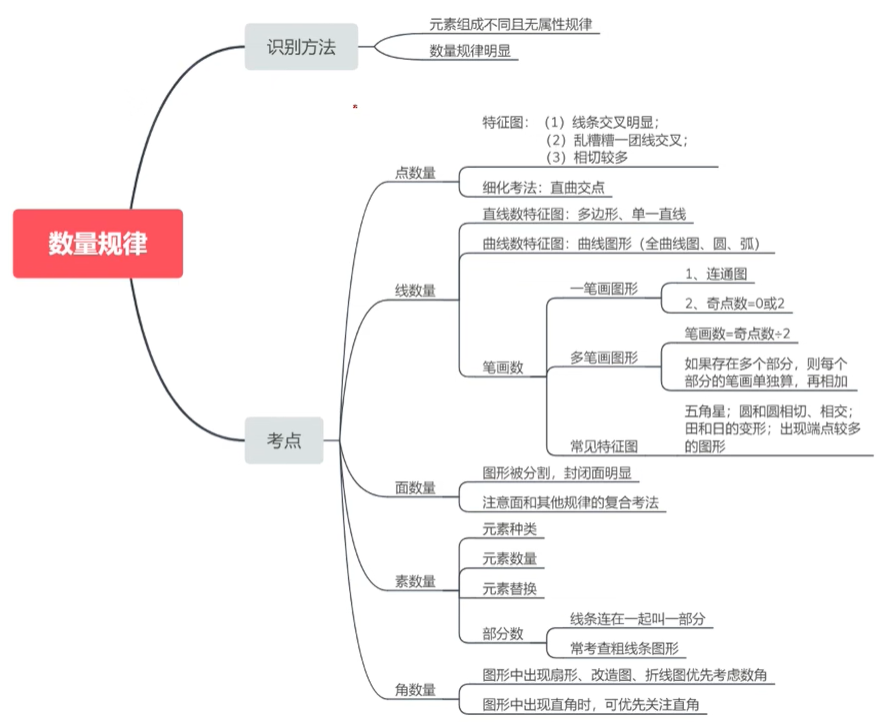 数量规律
识别方法
元素组成不同且无属性规律
数量规律明显
考点
点数量
特征图：（1）线条交叉明显；
（2）乱糟糟一团线交叉；
（3）相切较多
细化考法：直曲交点
线数量
直线数特征图：多边形、单一直线
曲线数特征图：曲线图形（全曲线图、圆、弧）
笔画数
一笔画图形
1、连通图
2、奇点数=0或2
多笔画图形
笔画数=奇点数÷2
如果存在多个部分，则每个
部分的笔画单独算，再相加
常见特征图
五角星；圆和圆相切、相交；
田和日的变形；出现端点较多
的图形
面数量
图形被分割，封闭面明显
注意面和其他规律的复合考法
素数量
元素种类
元素数量
元素替换
部分数
线条连在一起叫一部分
常考查粗线条图形
角数量
图形中出现扇形、改造图、折线图优先考虑数角
图形中出现直角时，可优先关注直角